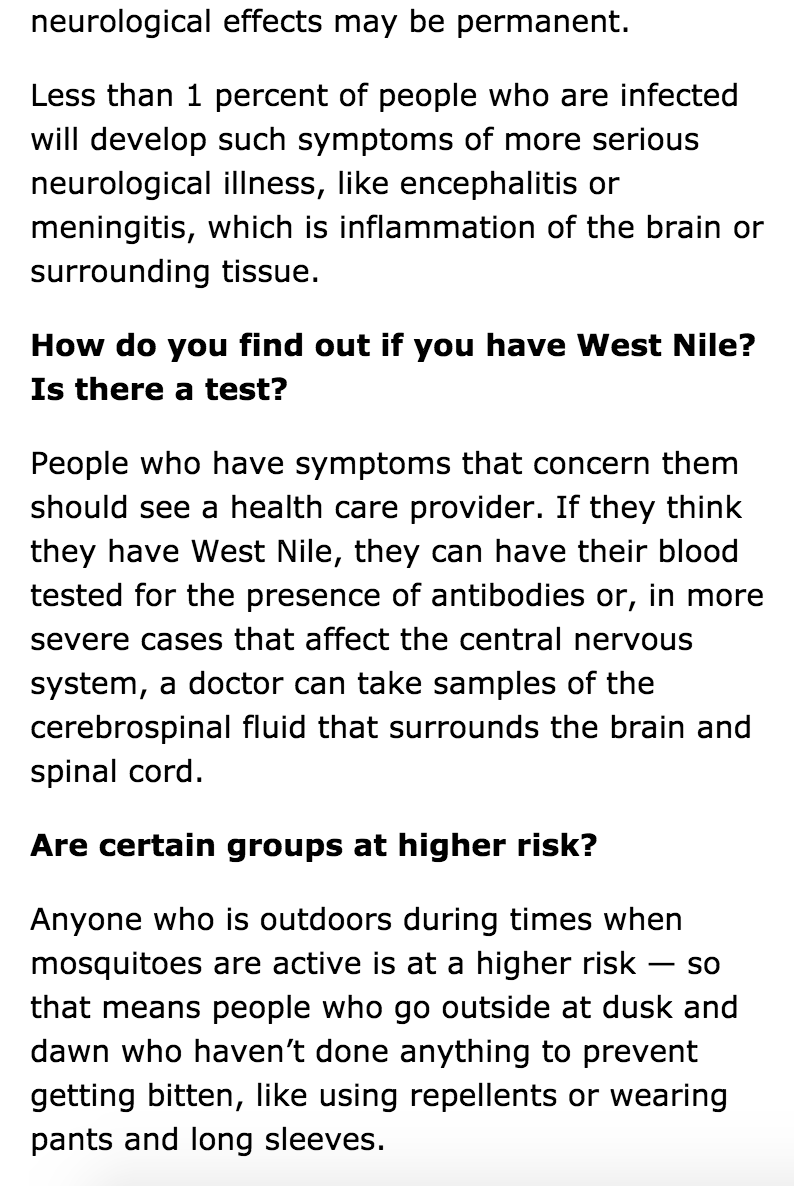 neurological effects may be permanent.
Less than 1 percent of people who are infected
will develop such symptoms of more serious
neurological illness, like encephalitis or
meningitis, which is inflammation of the brain or
surrounding tissue.
How do you find out if you have West Nile?
Is there a test?
People who have symptoms that concern them
should see a health care provider. If they think
they have West Nile, they can have their blood
tested for the presence of antibodies or, in more
severe cases that affect the central nervous
system, a doctor can take samples of the
cerebrospinal fluid that surrounds the brain and
spinal cord.
Are certain groups at higher risk?
Anyone who is outdoors during times when
mosquitoes are active is at a higher risk — so
that means people who go outside at dusk and
dawn who haven’t done anything to prevent
getting bitten, like using repellents or wearing
pants and long sleeves.